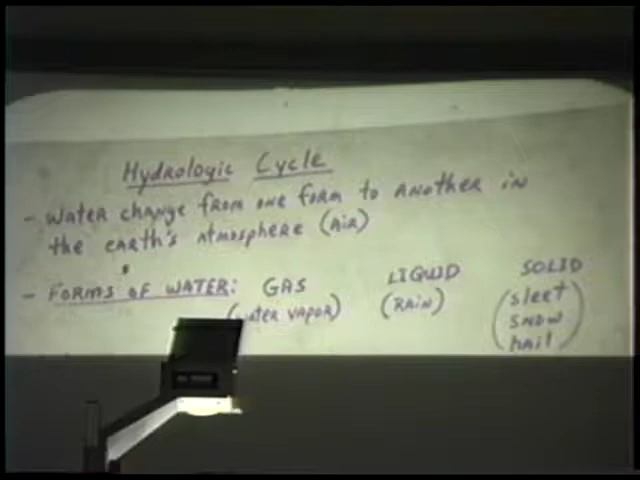 Hydrologic Cycle
- Water change from one form to another in
the earth's atmosphere (air)
- FORMS OF WATER: GAS LIQUID SOLID
(water vapor) (RAIN) (sleet
snow
hail)